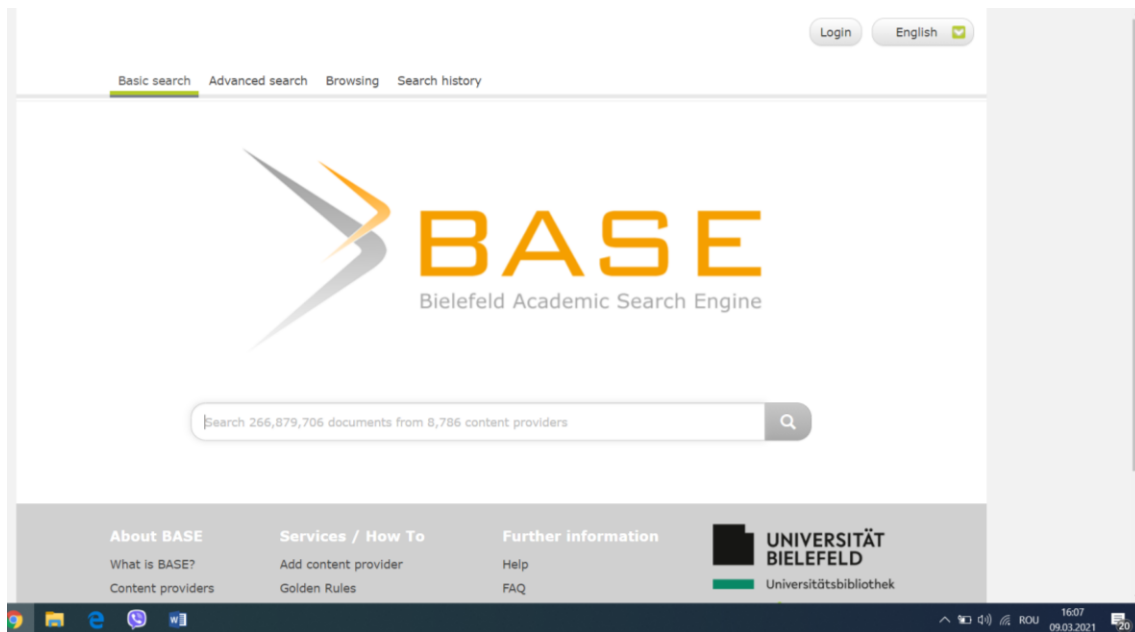 Login English
Basic search Advanced search Browsing Search history
BASE
Bielefeld Academic Search Engine
Search 266,879,706 documents from 8,786 content providers
About BASE Services / How To Further information
UNIVERSITÄT
BIELEFELD
What is BASE? Add content provider Help
Content providers Golden Rules FAQ
Universitätsbibliothek
ROU 16:07
09.03.2021 20